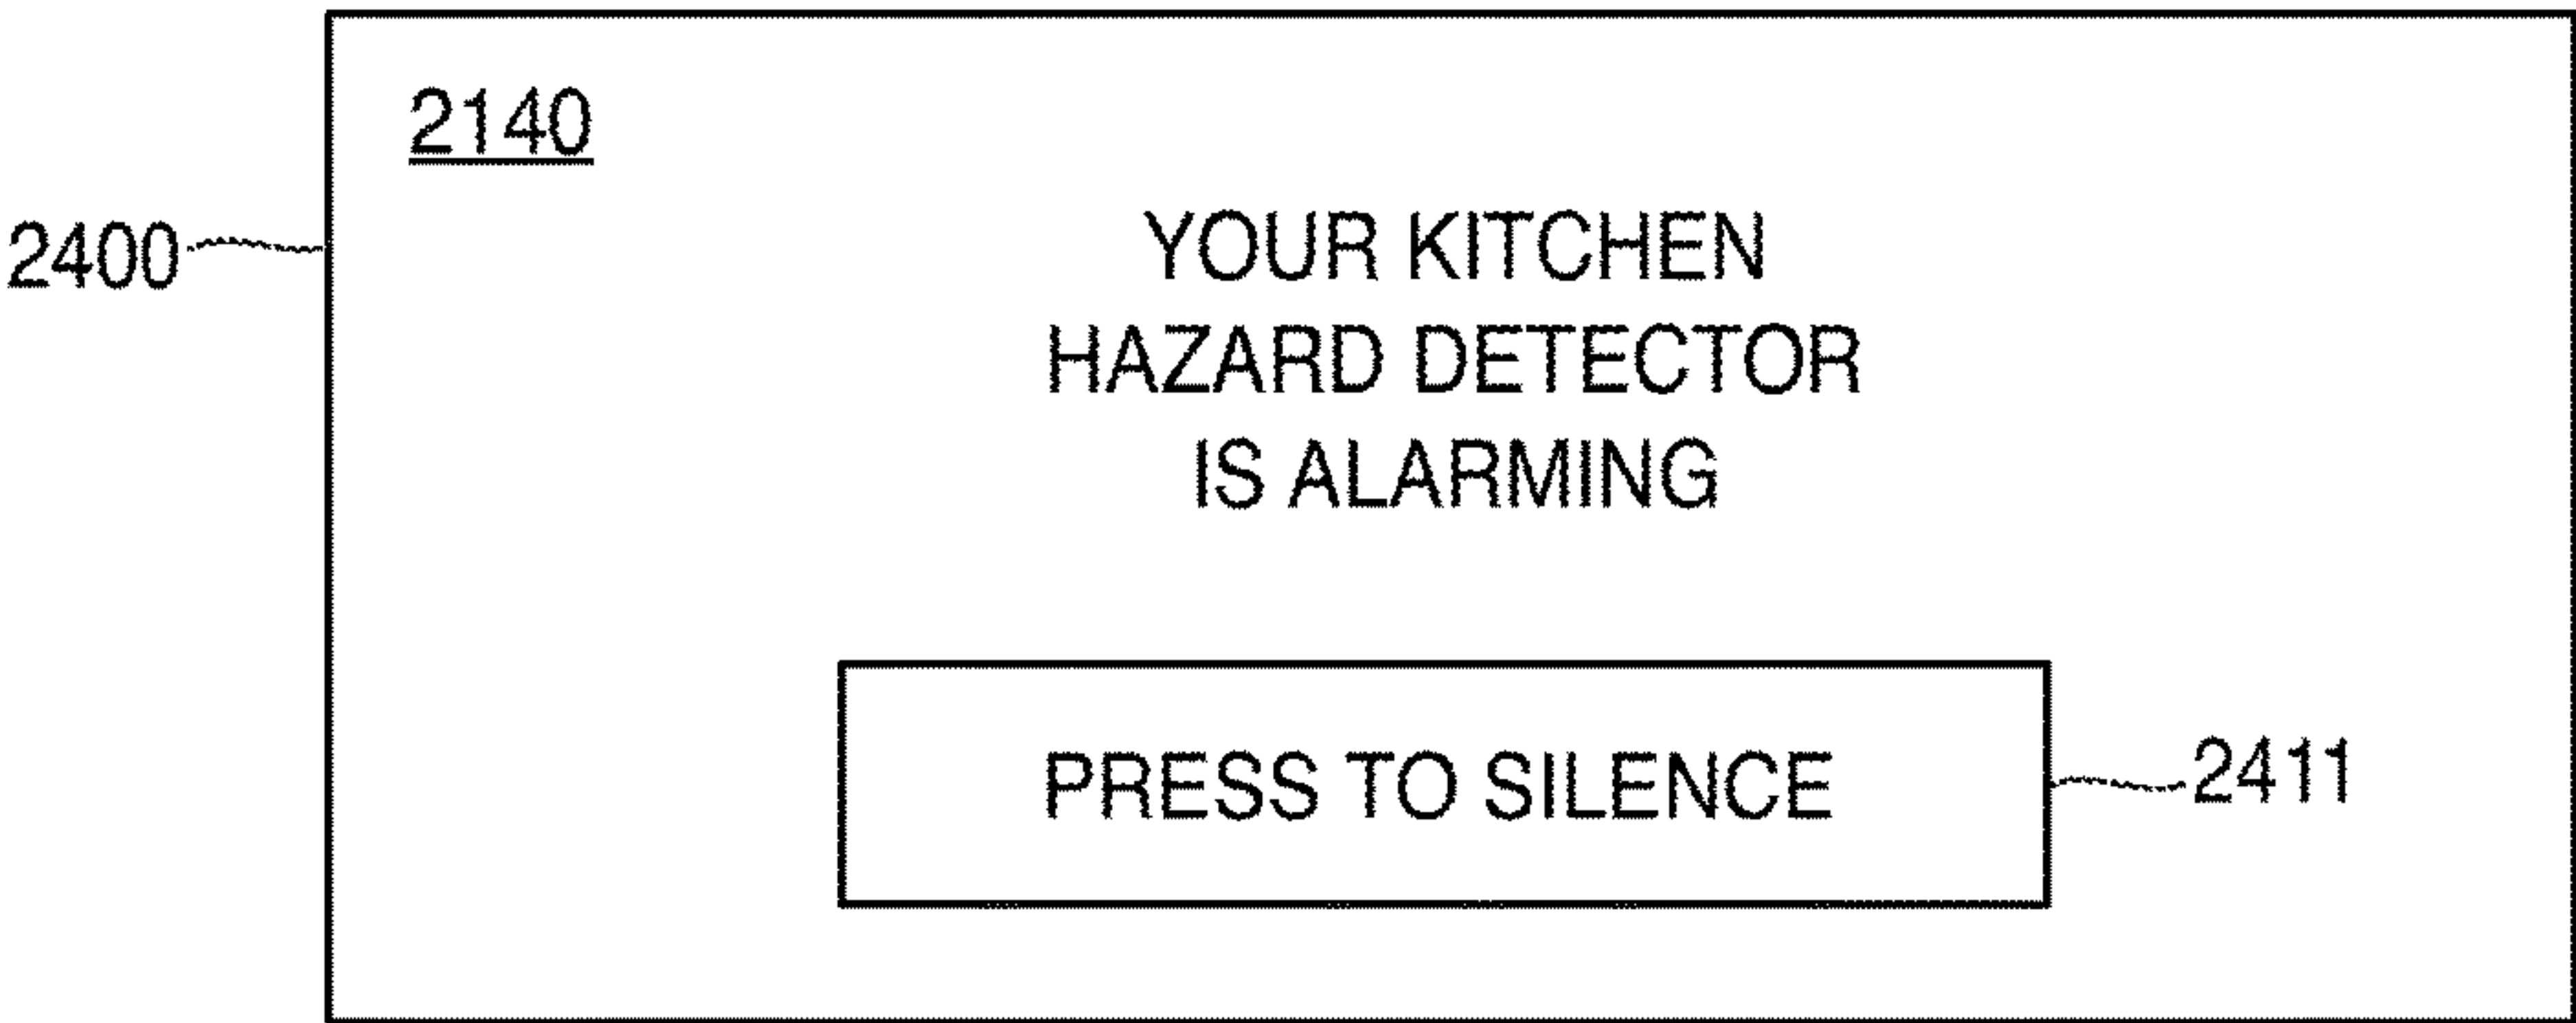 2140
2400
YOUR KITCHEN
HAZARD DETECTOR
IS ALARMING
PRESS TO SILENCE
2411